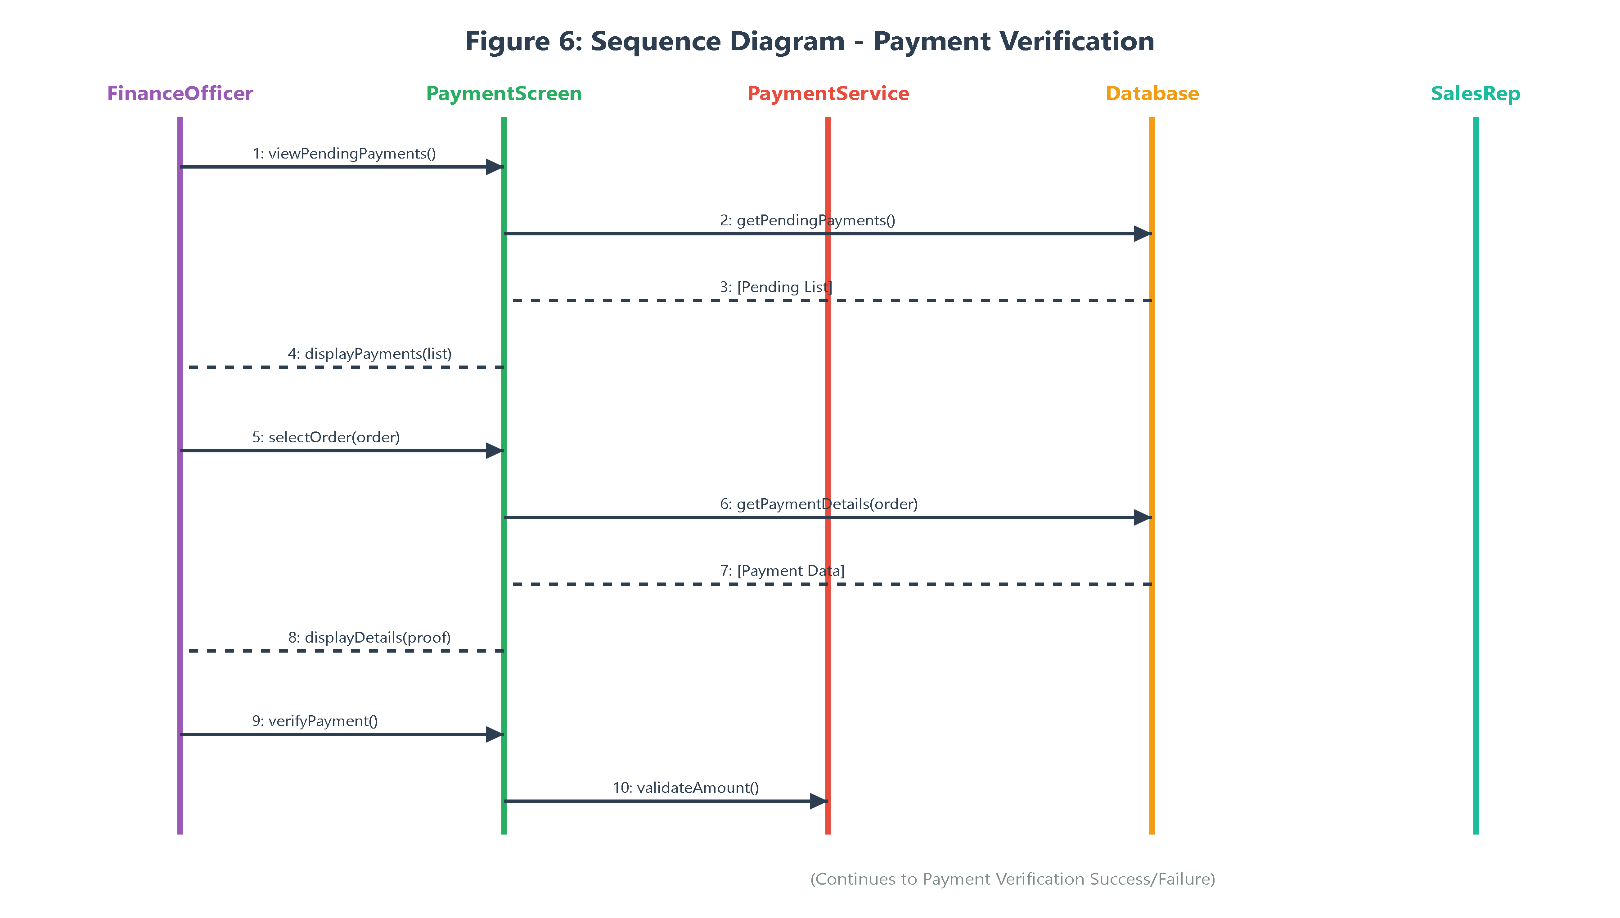 Figure 6: Sequence Diagram - Payment Verification
FinanceOfficer
PaymentScreen
PaymentService
Database
SalesRep
1: viewPendingPayments()
2: getPendingPayments()
3: [Pending List]
4: displayPayments(list)
5: selectOrder(order)
6: getPaymentDetails(order)
7: [Payment Data]
8: displayDetails(proof)
9: verifyPayment()
10: validateAmount()
(Continues to Payment Verification Success/Failure)